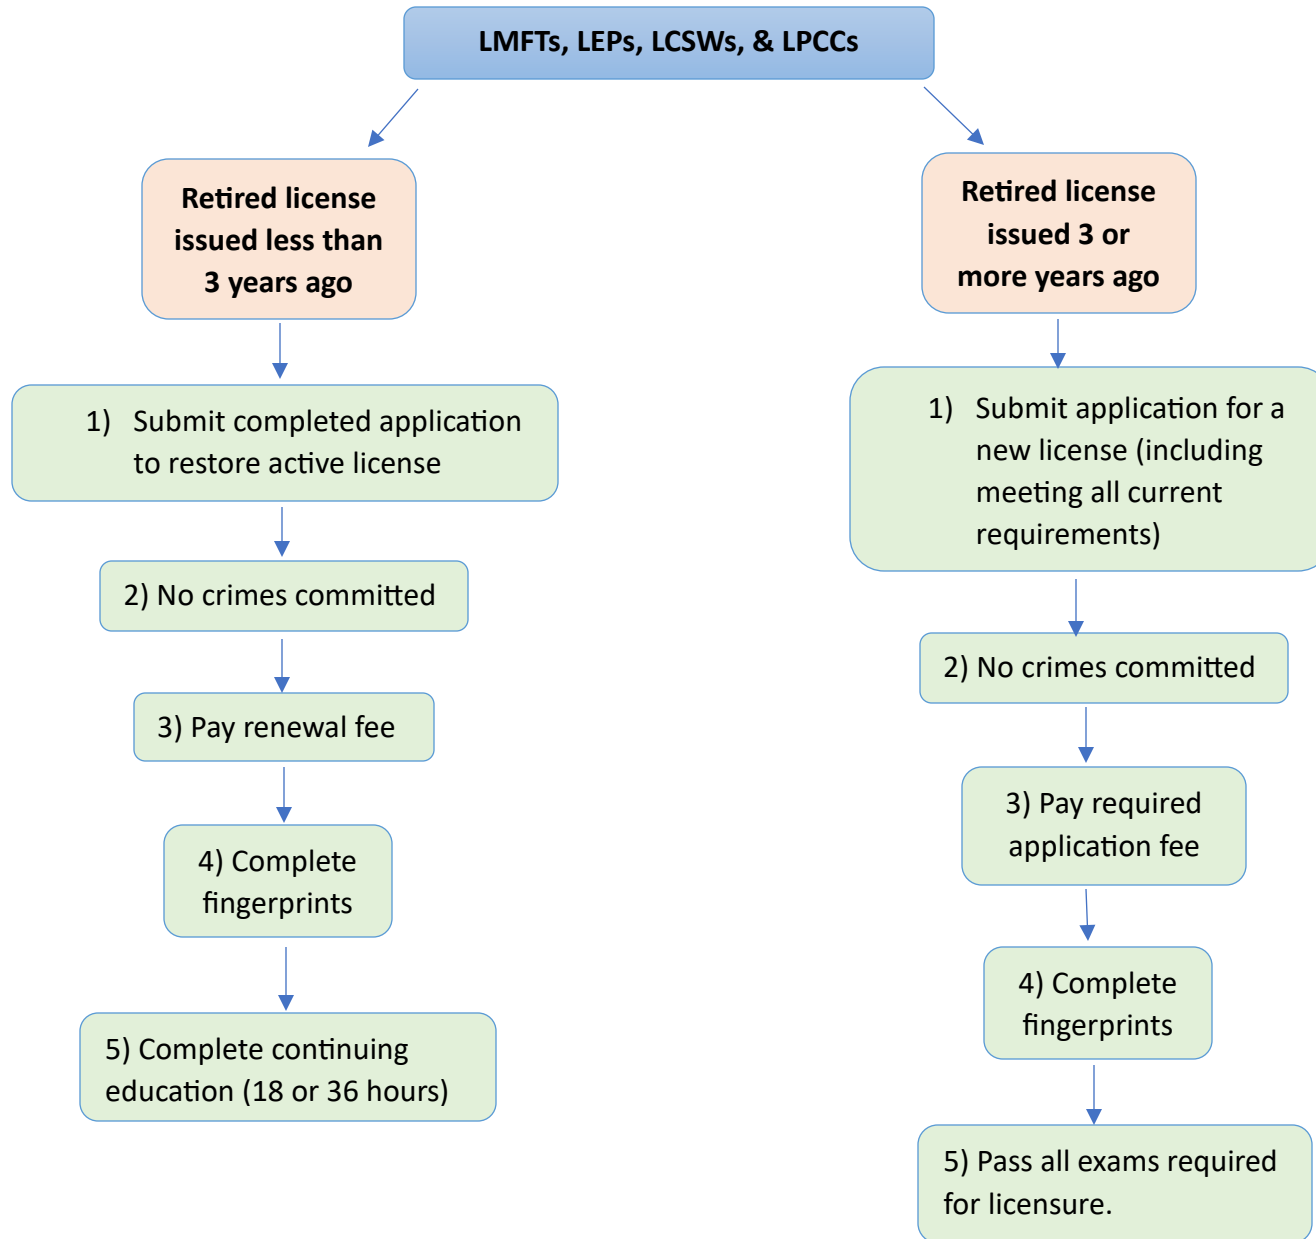 LMFTs, LEPs, LCSWs, & LPCCs
Retired license
issued less than
3 years ago
1) Submit completed application
to restore active license
2) No crimes committed
3) Pay renewal fee
4) Complete
fingerprints
5) Complete continuing
education (18 or 36 hours)
Retired license
issued 3 or
more years ago
1) Submit application for a
new license (including
meeting all current
requirements)
2) No crimes committed
3) Pay required
application fee
4) Complete
fingerprints
5) Pass all exams required
for licensure.